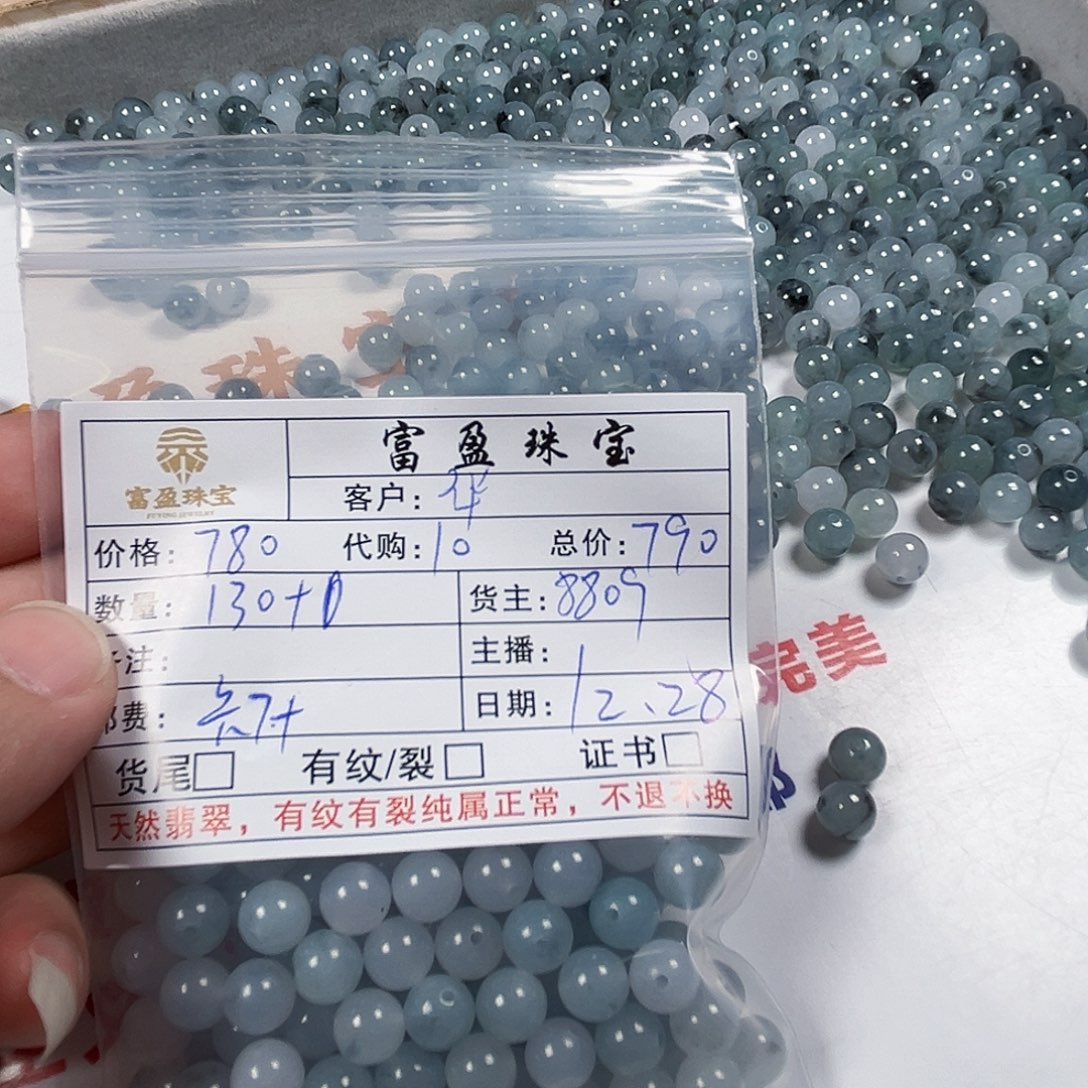 富盈珠宝
富盈珠宝
客户：华
价格：780 代购：10 总价：790
数量：130+
货主：8809
主播：
注：
日期：12.28
费：
货尾□ 有纹/裂□ 证书□
天然翡翠，有纹有裂纯属正常，不退不换
完美